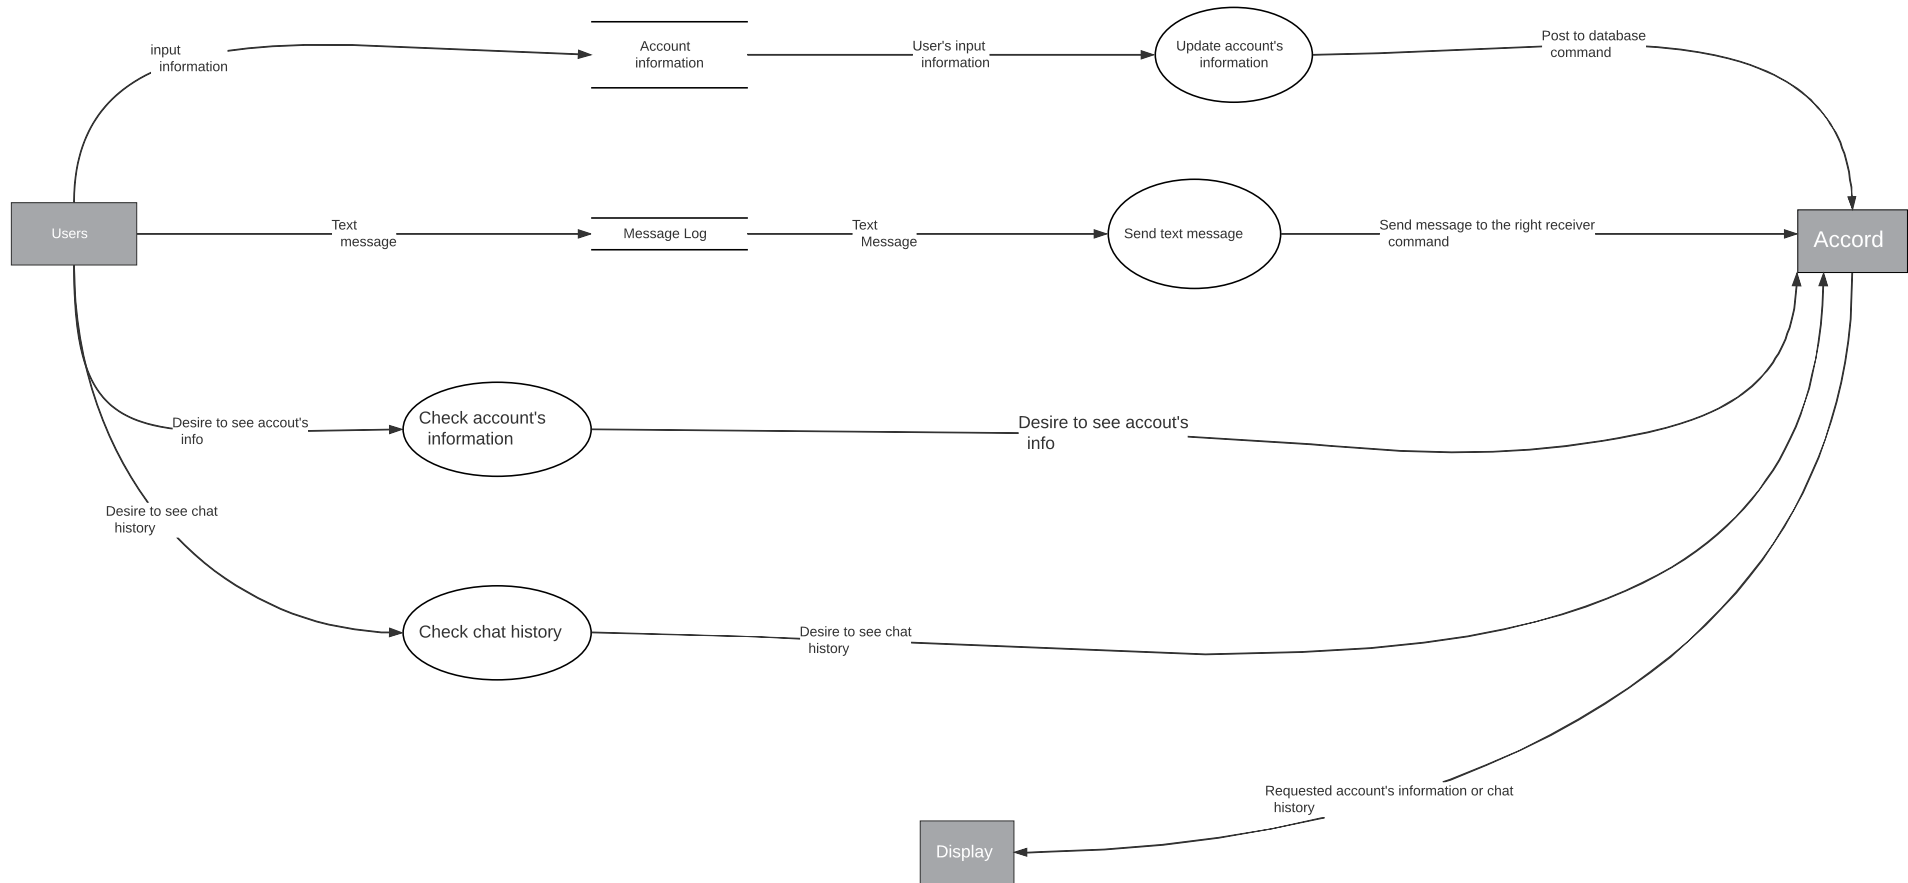 input
information
Account
information
User's input
information
Update account's
information
Post to database
command
Users
Text
message
Message Log
Text
Message
Send text message
Send message to the right receiver
command
Accord
Desire to see accout's
info
Check account's
information
Desire to see accout's
info
Desire to see chat
history
Check chat history
Desire to see chat
history
Requested account's information or chat
history
Display